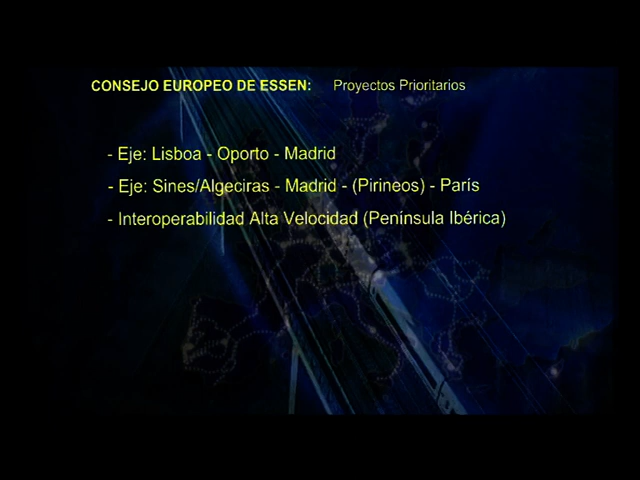 CONSEJO EUROPEO DE ESSEN: Proyectos Prioritarios
- Eje: Lisboa - Oporto - Madrid
- Eje: Sines/Algeciras - Madrid - (Pirineos) - París
- Interoperabilidad Alta Velocidad (Península Ibérica)